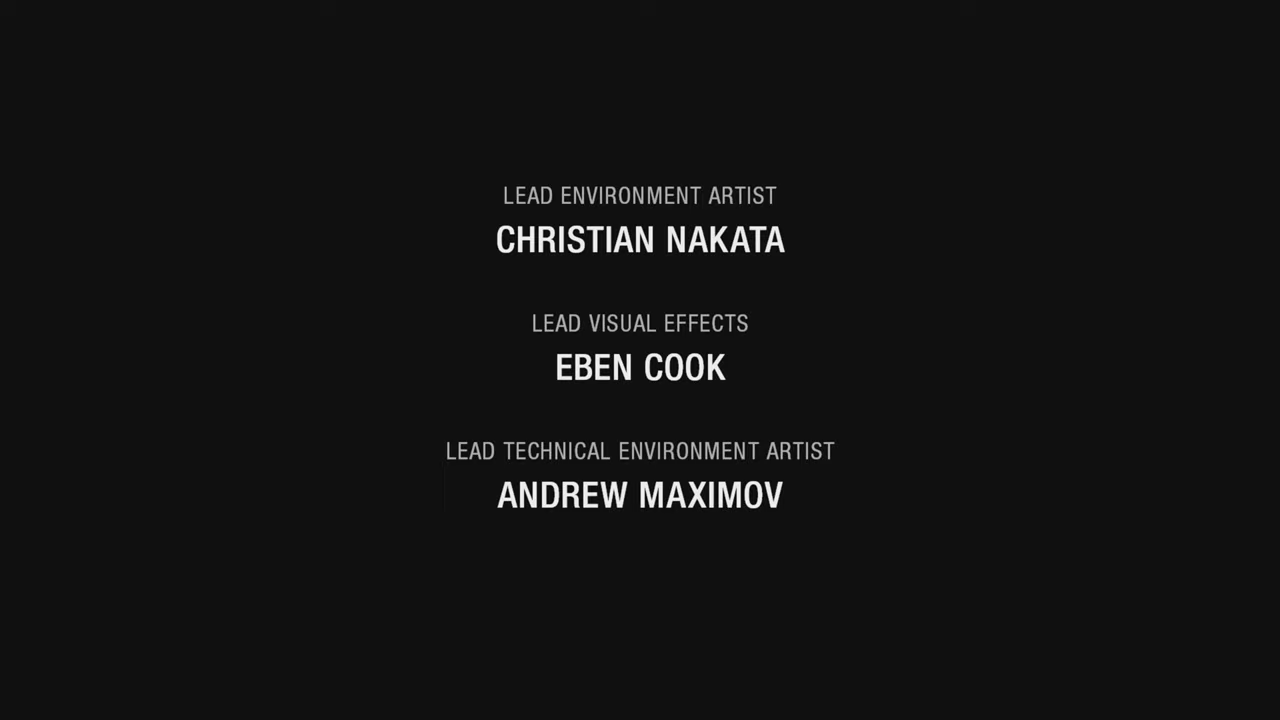 LEAD ENVIRONMENT ARTIST
CHRISTIAN NAKATA
LEAD VISUAL EFFECTS
EBEN COOK
LEAD TECHNICAL ENVIRONMENT ARTIST
ANDREW MAXIMOV